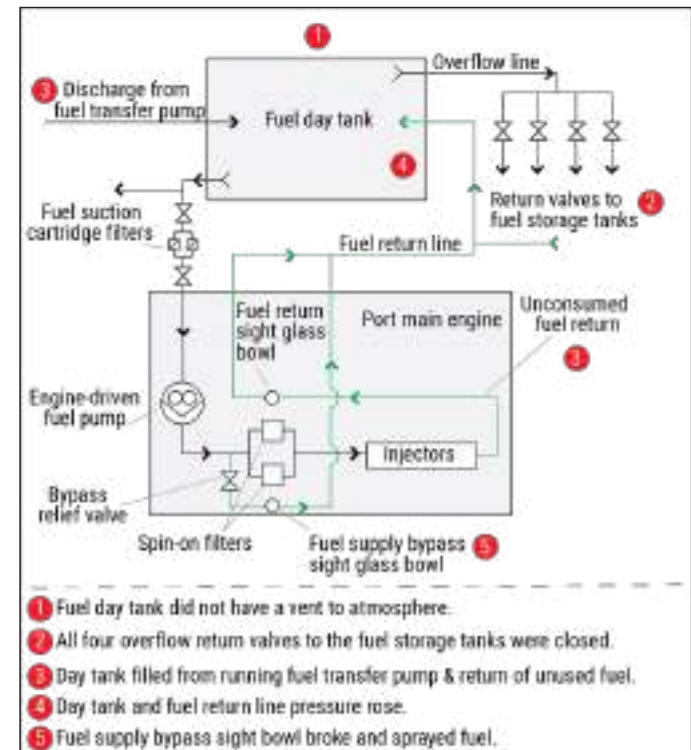 1
Overflow line
3 Discharge from
fuel transfer pump
Fuel day tank
4
Return valves to
fuel storage tanks
2
Fuel suction
cartridge filters
Fuel return line
Fuel return
sight glass
bowl
Port main engine
Unconsumed
fuel return
3
Engine-driven
fuel pump
Injectors
Bypass
relief valve
Spin-on filters
Fuel supply bypass
sight glass bowl
5
1 Fuel day tank did not have a vent to atmosphere.
2 All four overflow return valves to the fuel storage tanks were closed.
3 Day tank filled from running fuel transfer pump & return of unused fuel.
4 Day tank and fuel return line pressure rose.
5 Fuel supply bypass sight bowl broke and sprayed fuel.